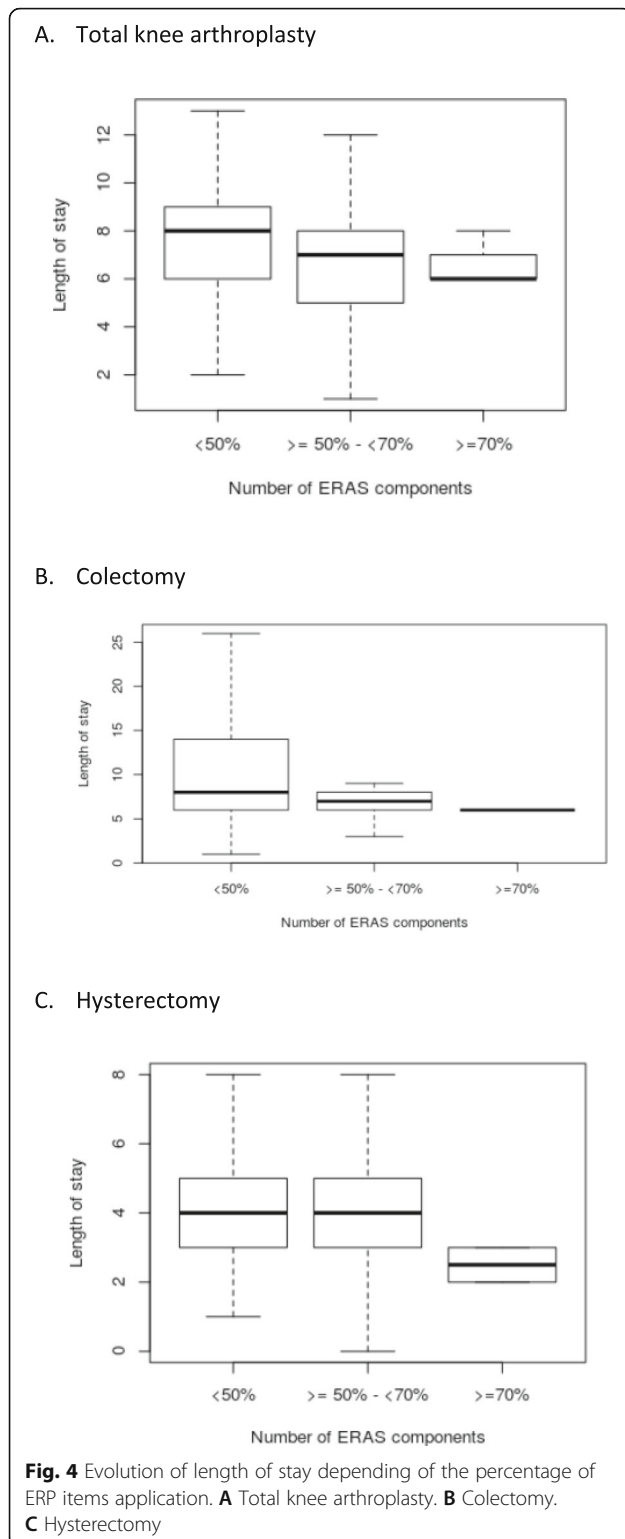 A. Total knee arthroplasty
Length of stay
12
10
8
6
4
2
<50%
>= 50% - <70%
>=70%
Number of ERAS components
B. Colectomy
Length of stay
25
20
15
10
5
0
<50%
>= 50% - <70%
>=70%
Number of ERAS components
C. Hysterectomy
Length of stay
8
6
4
2
0
<50%
>= 50% - <70%
>=70%
Number of ERAS components
Fig. 4 Evolution of length of stay depending of the percentage of
ERP items application. A Total knee arthroplasty. B Colectomy.
C Hysterectomy